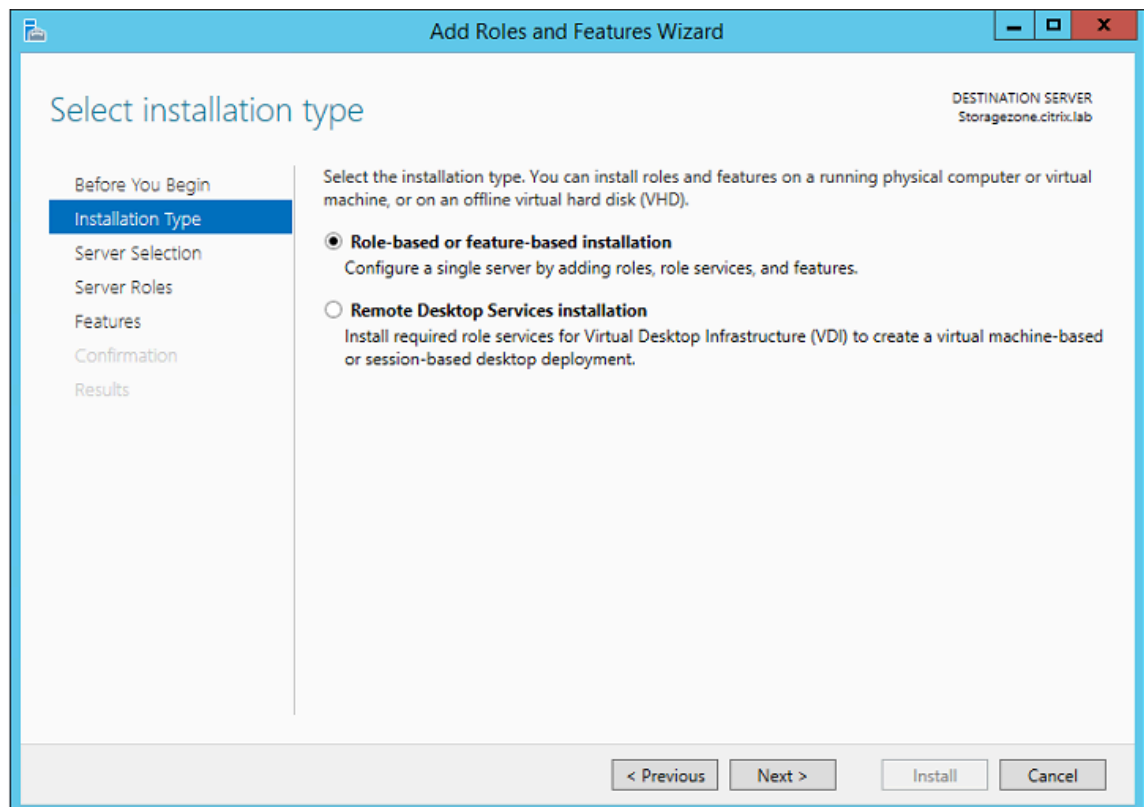 Add Roles and Features Wizard
Select installation type
DESTINATION SERVER
Storagezone.citrix.lab
Before You Begin
Installation Type
Server Selection
Server Roles
Features
Confirmation
Results
Select the installation type. You can install roles and features on a running physical computer or virtual
machine, or on an offline virtual hard disk (VHD).
Role-based or feature-based installation
Configure a single server by adding roles, role services, and features.
Remote Desktop Services installation
Install required role services for Virtual Desktop Infrastructure (VDI) to create a virtual machine-based
or session-based desktop deployment.
< Previous
Next >
Install
Cancel